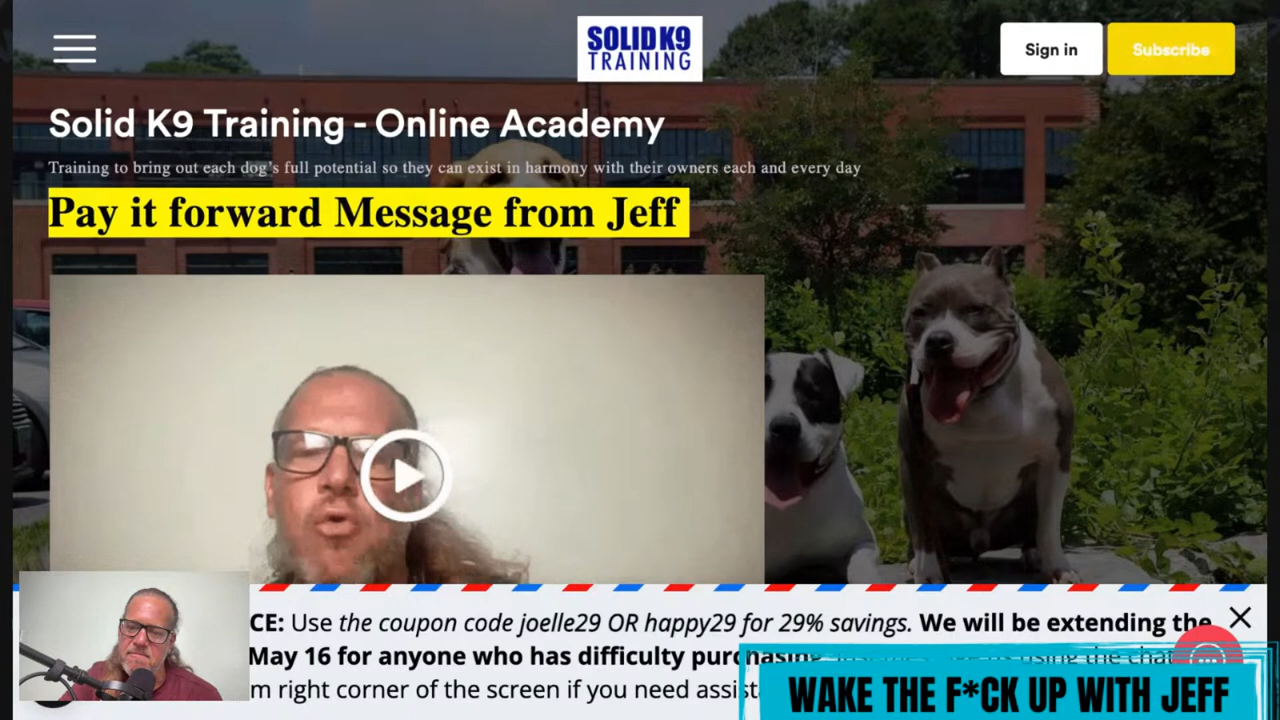 SOLID K9
TRAINING
Sign in
Subscribe
Solid K9 Training - Online Academy
Training to bring out each dog's full potential so they can exist in harmony with their owners each and every day
Pay it forward Message from Jeff
CE: Use the coupon code joelle29 OR happy29 for 29% savings. We will be extending the
May 16 for anyone who has difficulty purchasing. using the chat
m right corner of the screen if you need assist
WAKE THE F*CK UP WITH JEFF